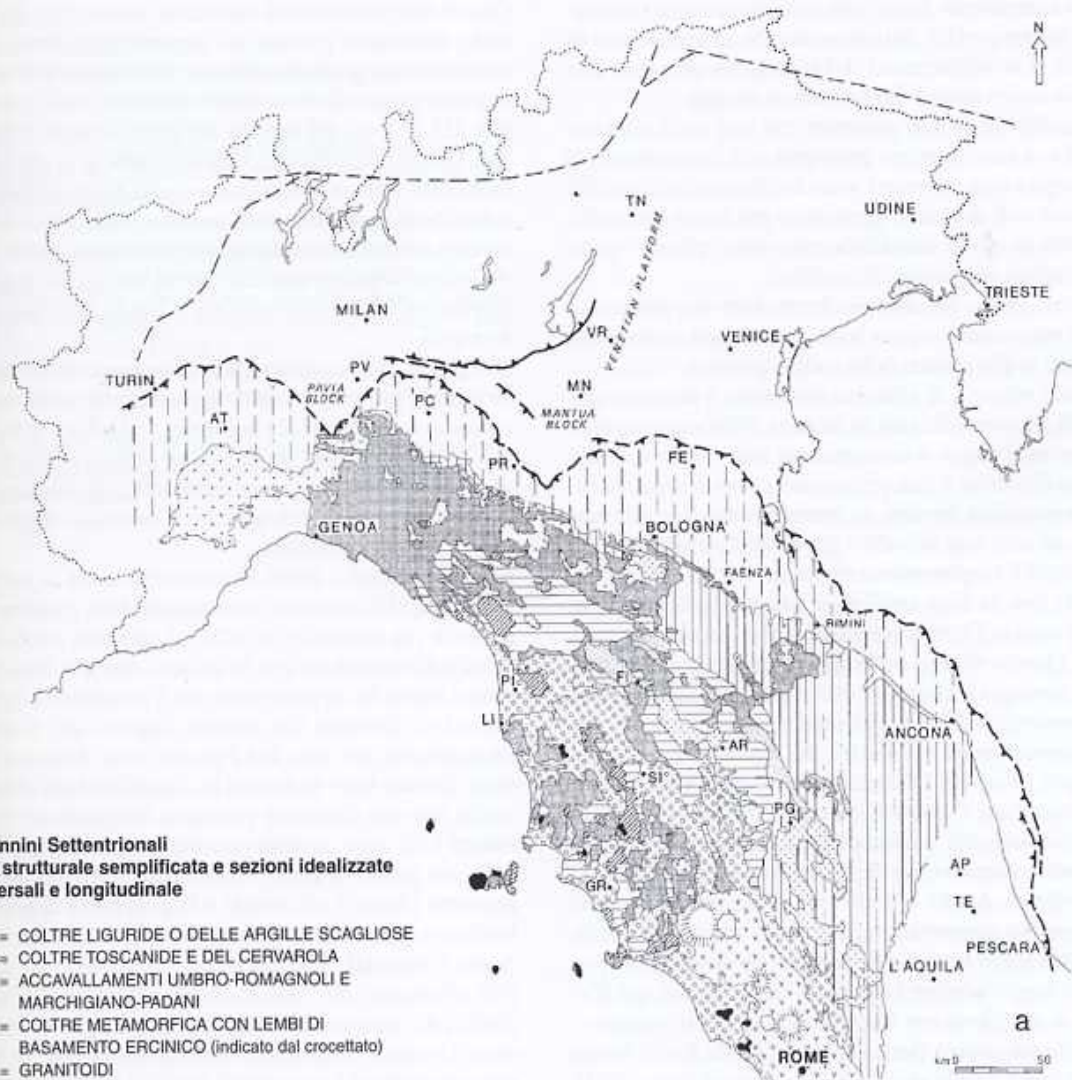 N
TN
UDINE
TRIESTE
VENETIAN PLATFORM
MILAN
VR
VENICE
TURIN
PV
PAVIA
BLOCK
PC
MN
MANTUA
BLOCK
AT
PR
FE
GENOA
BOLOGNA
FAENZA
RIMINI
PI
FI
LI
ANCONA
AR
SI
PG
AP
GR
TE
PESCARA
L'AQUILA
ROME
a
km 0 50
nnini Settentrionali
strutturale semplificata e sezioni idealizzate
ersali e longitudinale
= COLTRE LIGURIDE O DELLE ARGILLE SCAGLIOSE
= COLTRE TOSCANIDE E DEL CERVAROLA
= ACCAVALLAMENTI UMBRO-ROMAGNOLI E
MARCHIGIANO-PADANI
= COLTRE METAMORFICA CON LEMBI DI
BASAMENTO ERCINICO (indicato dal crocettato)
= GRANITOIDI